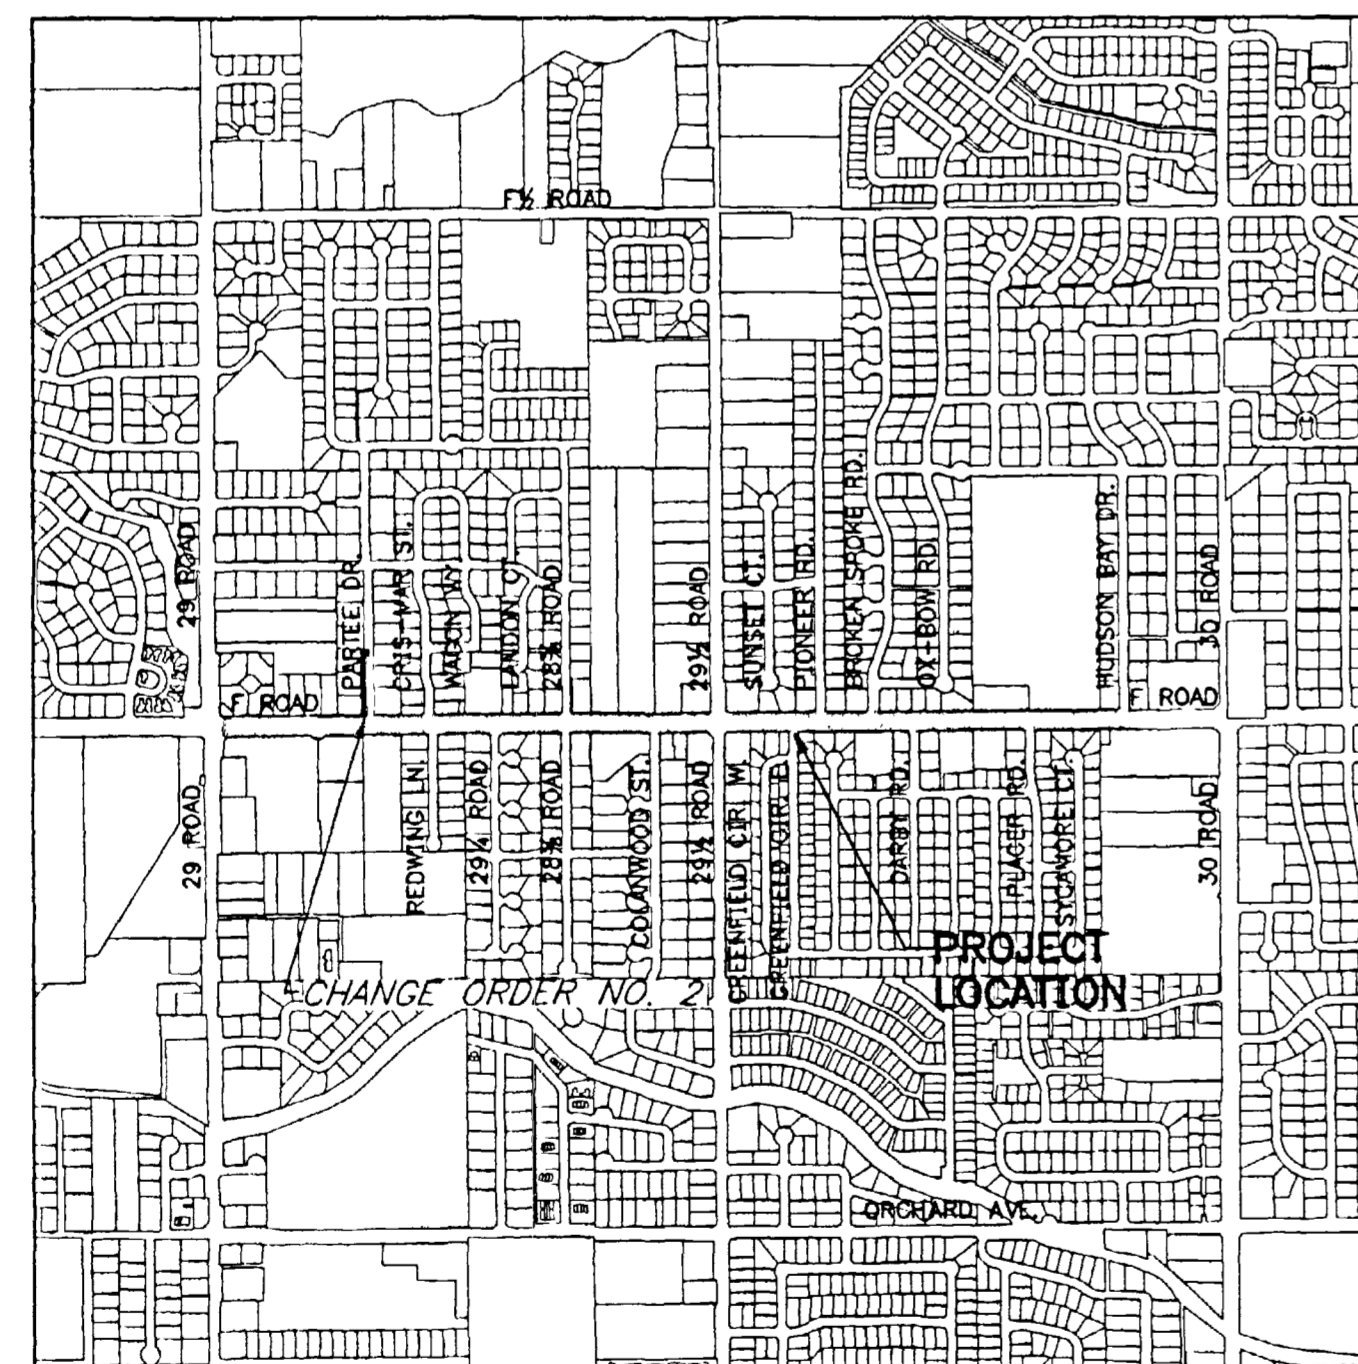 F½ ROAD
29 ROAD
PARTEE DR.
CRIS-MAR ST.
WAGON WY.
LANDON CT.
28¾ ROAD
29½ ROAD
SUNSET CT.
PIONEER RD.
BROKEN SPOKE RD.
OX-BOW RD.
HUDSON BAY DR.
30 ROAD
F ROAD
F ROAD
29 ROAD
REDWING LN.
29¼ ROAD
28¾ ROAD
COLANWOOD ST.
29½ ROAD
GREENFIELD CIR W.
GREENFIELD CIR E.
DARBY RD.
PLACER RD.
SYCAMORE CT.
30 ROAD
PROJECT
LOCATION
CHANGE ORDER NO. 2
ORCHARD AVE.